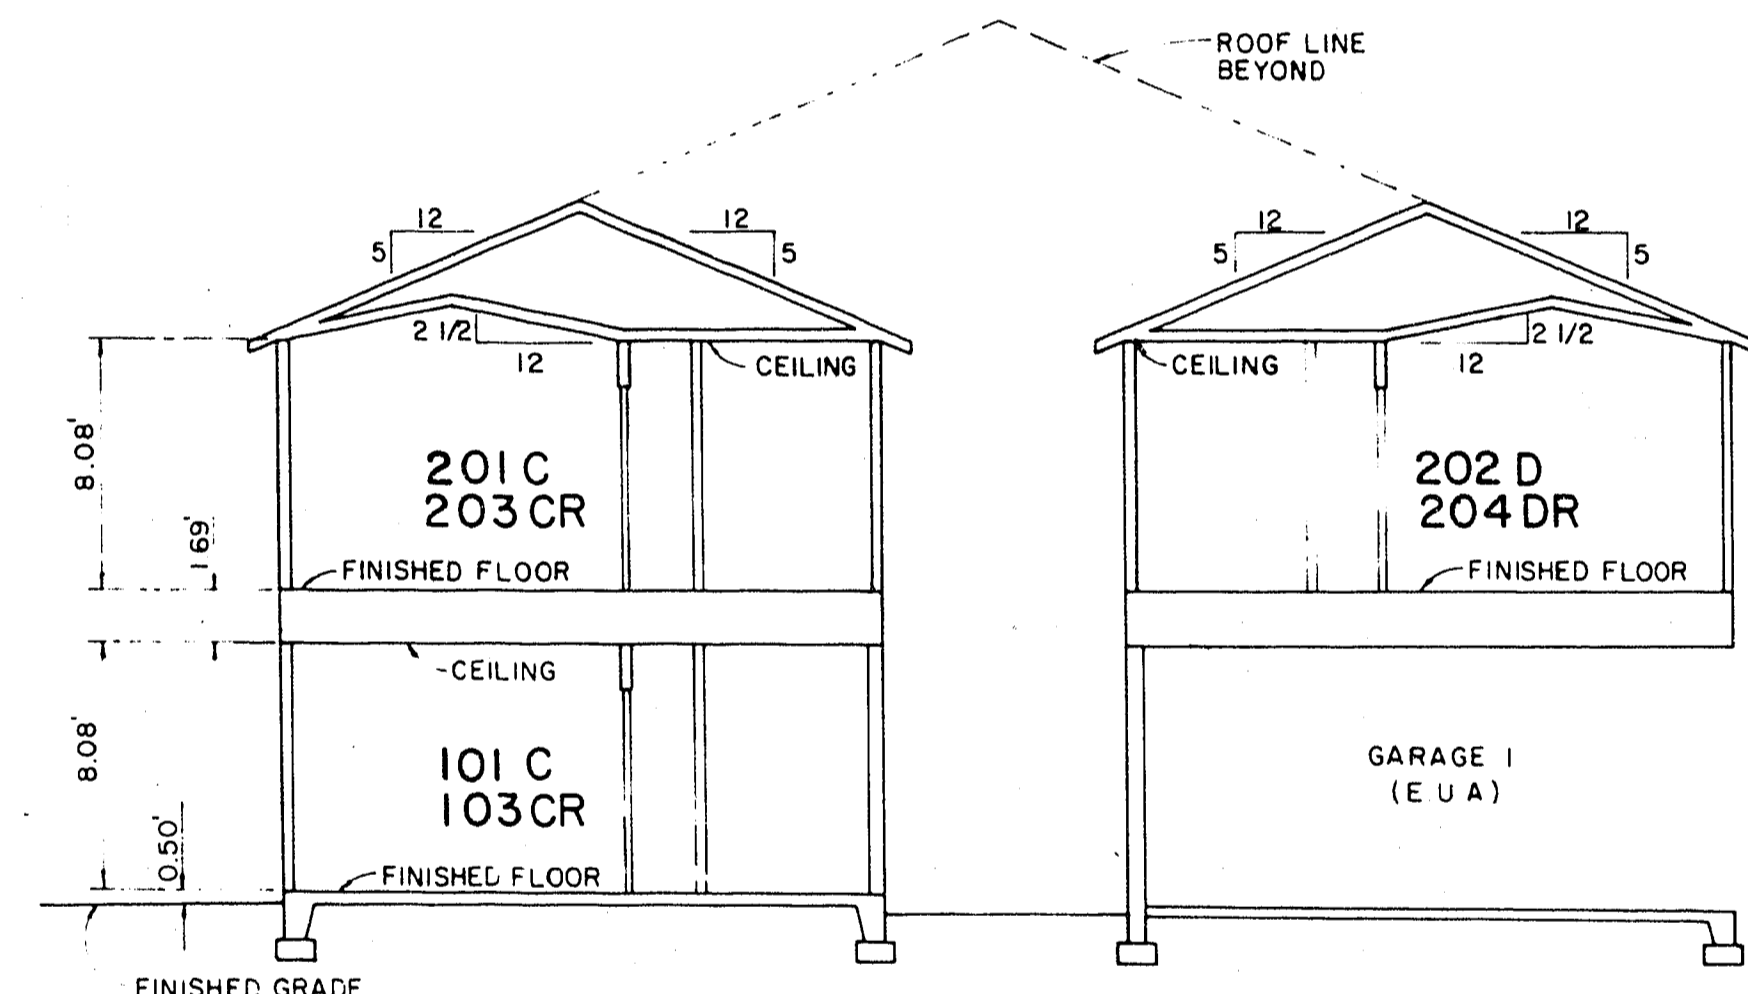 ROOF LINE
BEYOND
12
12
12
12
5
5
5
5
2 1/2
12
CEILING
CEILING
2 1/2
12
8.08'
201 C
203 CR
202 D
204 DR
1 69'
FINISHED FLOOR
FINISHED FLOOR
-CEILING
8.08'
101 C
103 CR
GARAGE 1
(E U A)
0.50'
FINISHED FLOOR
FINISHED GRADE